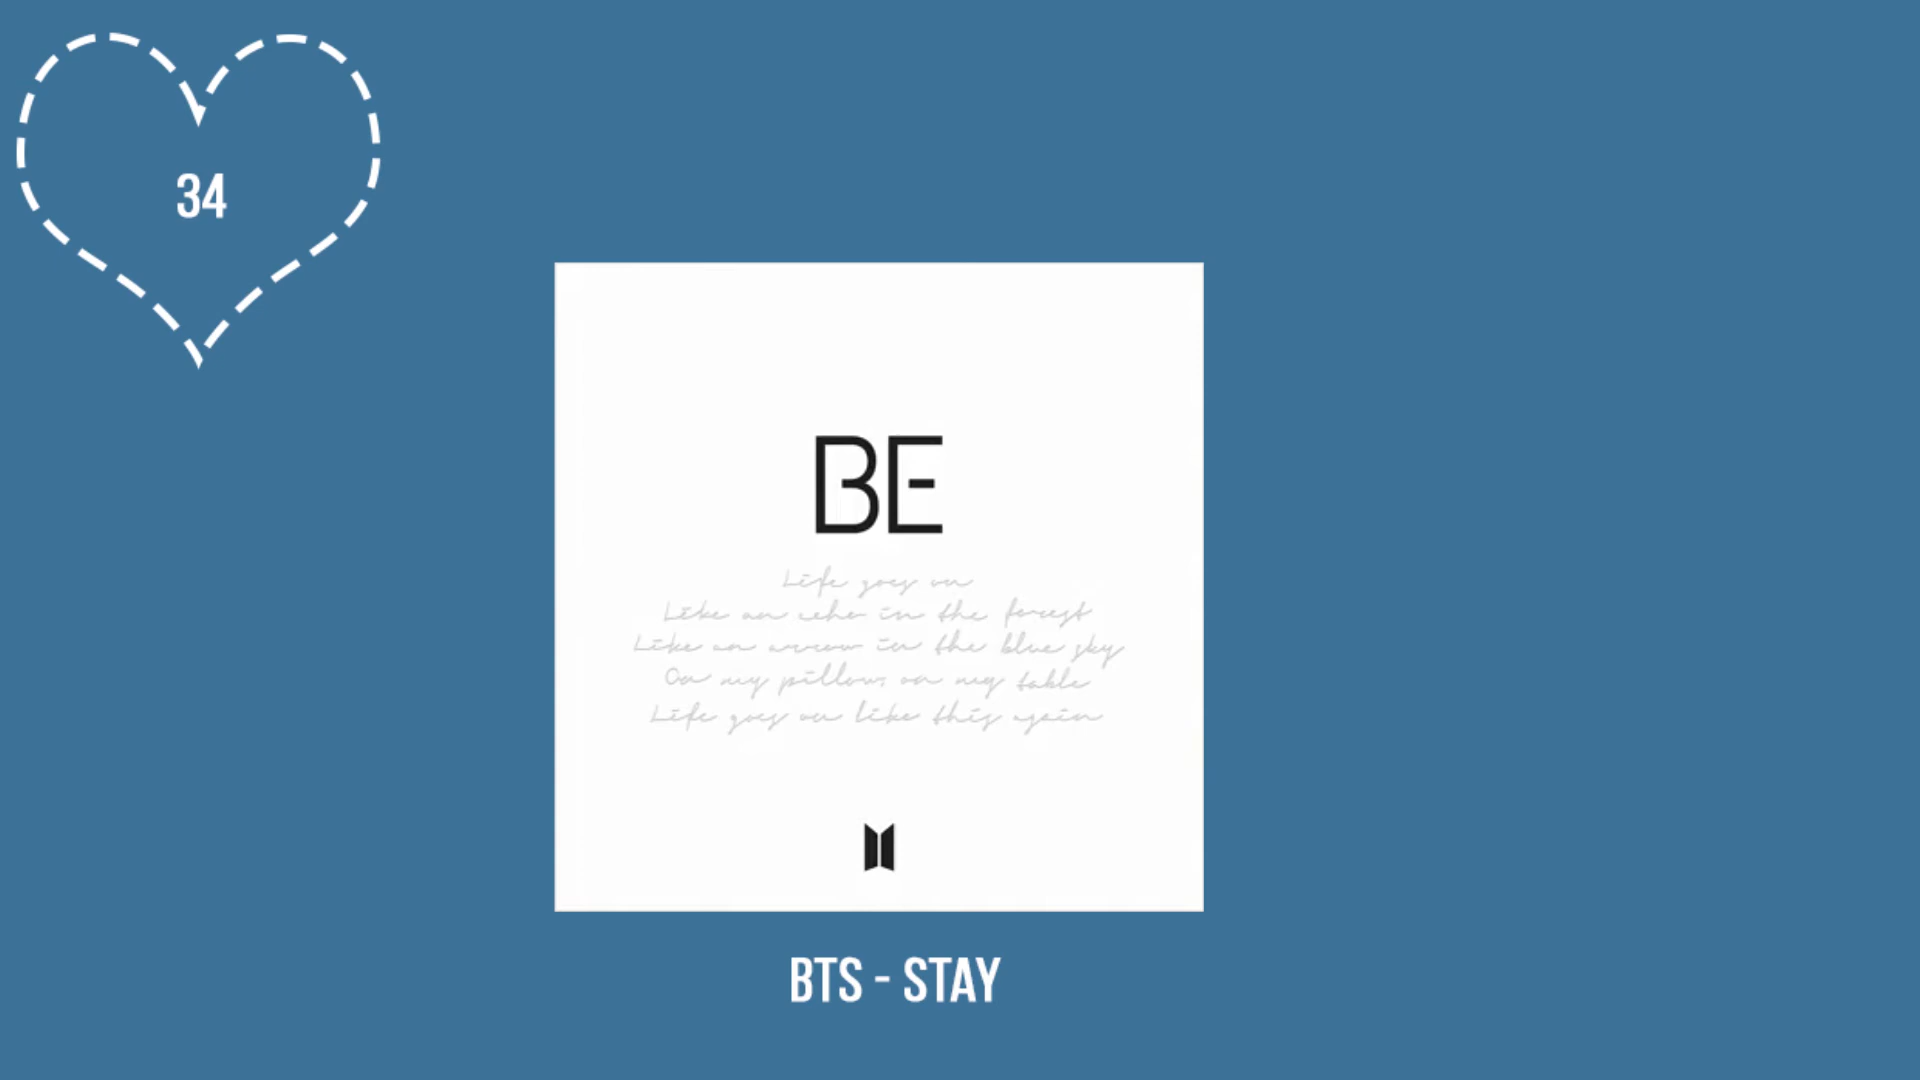 34
BE
Life goes on
Like an echo in the forest
Like an arrow in the blue sky
On my pillow, on my table
Life goes on like this again
BTS - STAY